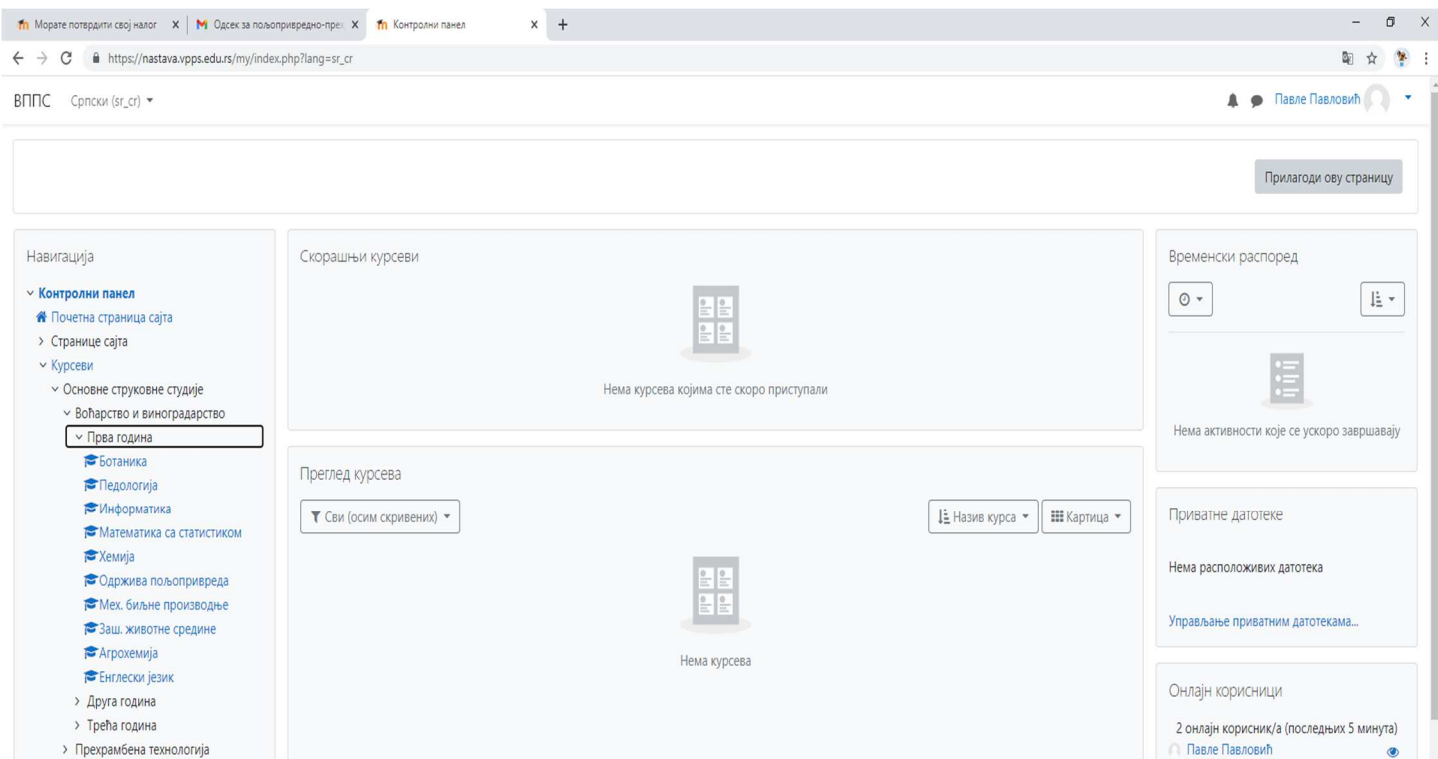 Морате потврдити свој налог
Одсек за пољопривредно-прех
Контролни панел
https://nastava.vpps.edu.rs/my/index.php?lang=sr_cr
ВППС Српски (sr_cr)
Павле Павловић
Прилагоди ову страницу
Навигација
Контролни панел
Почетна страница сајта
Странице сајта
Курсеви
Основне струковне студије
Воћарство и виноградарство
Прва година
Ботаника
Педологија
Информатика
Математика са статистиком
Хемија
Одржива пољопривреда
Мех. биљне производње
Заш. животне средине
Агрохемија
Енглески језик
Друга година
Трећа година
Прехрамбена технологија
Скорашњи курсеви
Нема курсева којима сте скоро приступали
Преглед курсева
Сви (осим скривених)
Назив курса
Картица
Нема курсева
Временски распоред
Нема активности које се ускоро завршавају
Приватне датотеке
Нема расположивих датотека
Управљање приватним датотекама...
Онлајн корисници
2 онлајн корисник/а (последњих 5 минута)
Павле Павловић